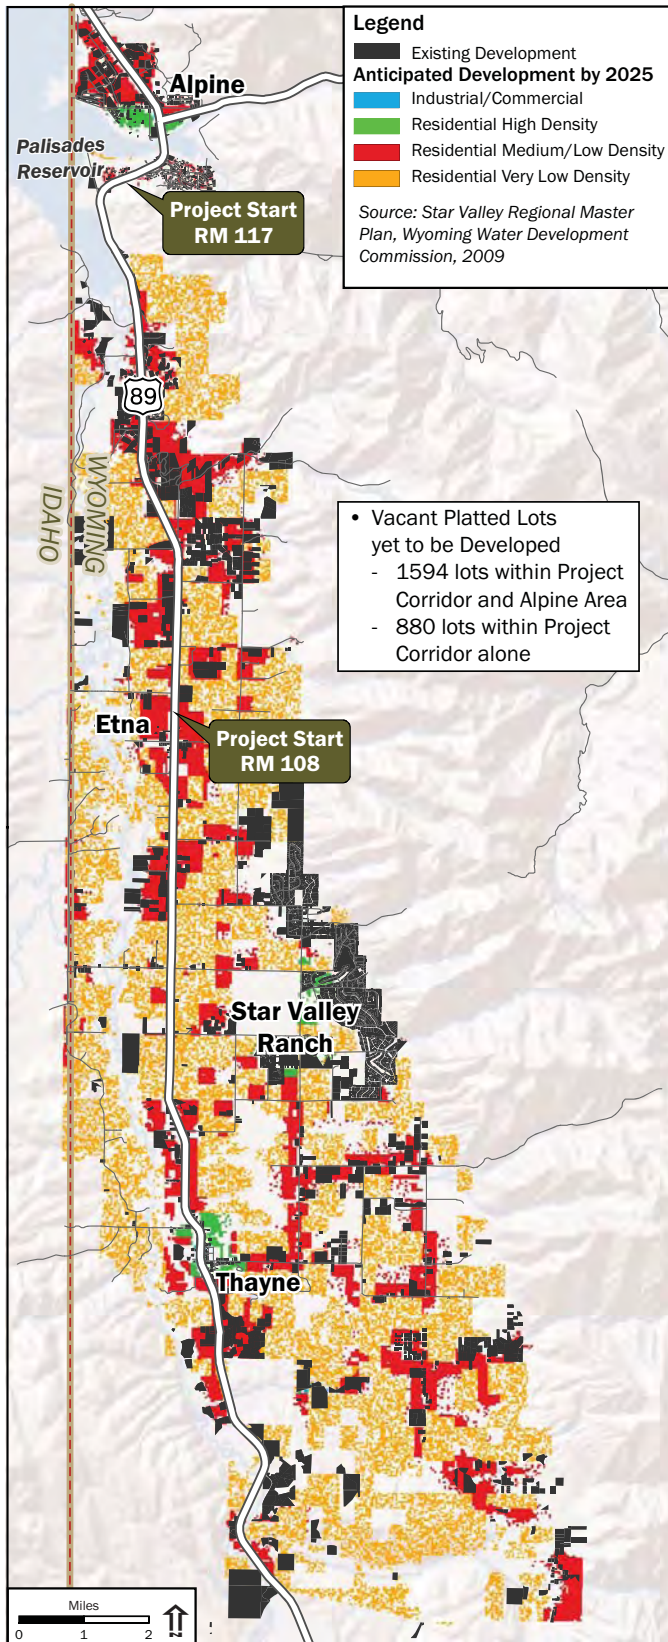 Legend
Existing Development
Anticipated Development by 2025
Industrial/Commercial
Residential High Density
Residential Medium/Low Density
Residential Very Low Density
Source: Star Valley Regional Master
Plan, Wyoming Water Development
Commission, 2009
Alpine
Palisades
Reservoir
Project Start
RM 117
89
WYOMING
IDAHO
• Vacant Platted Lots
yet to be Developed
- 1594 lots within Project
Corridor and Alpine Area
- 880 lots within Project
Corridor alone
Etna
Project Start
RM 108
Star Valley
Ranch
Thayne
Miles
0 1 2
N